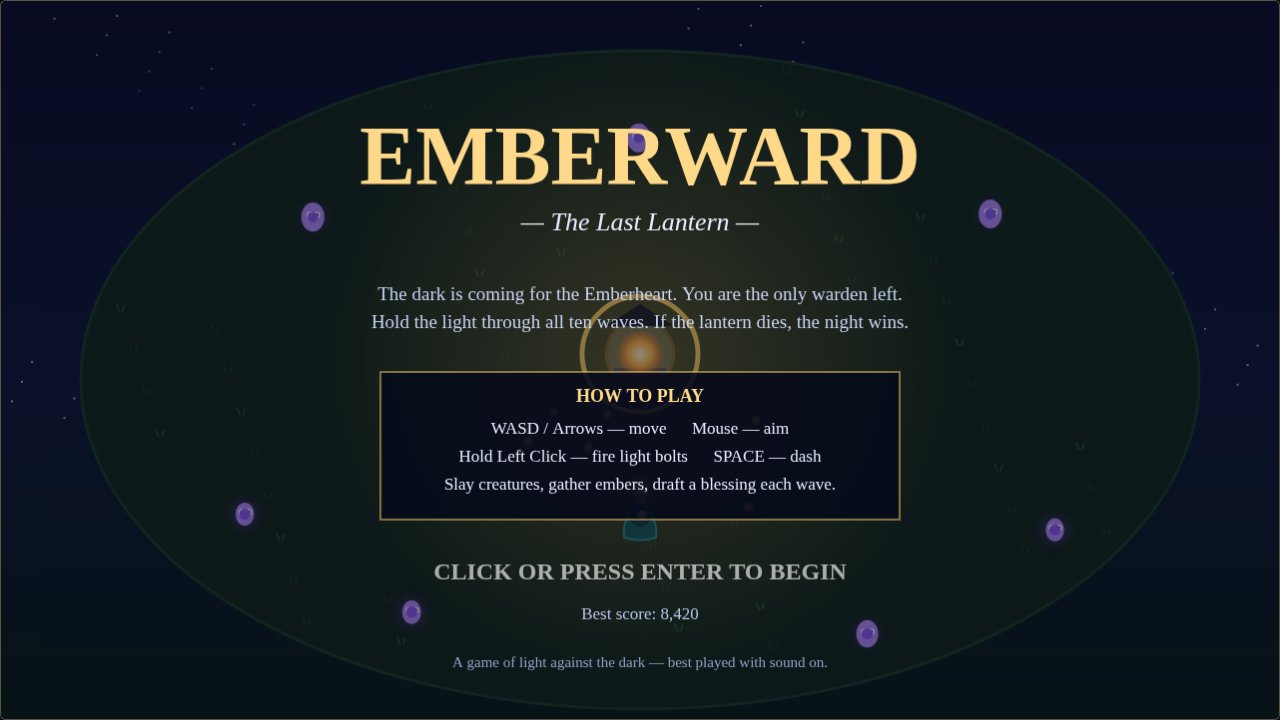 EMBERWARD
— The Last Lantern —
The dark is coming for the Emberheart. You are the only warden left.
Hold the light through all ten waves. If the lantern dies, the night wins.
HOW TO PLAY
WASD / Arrows — move Mouse — aim
Hold Left Click — fire light bolts SPACE — dash
Slay creatures, gather embers, draft a blessing each wave.
CLICK OR PRESS ENTER TO BEGIN
Best score: 8,420
A game of light against the dark — best played with sound on.